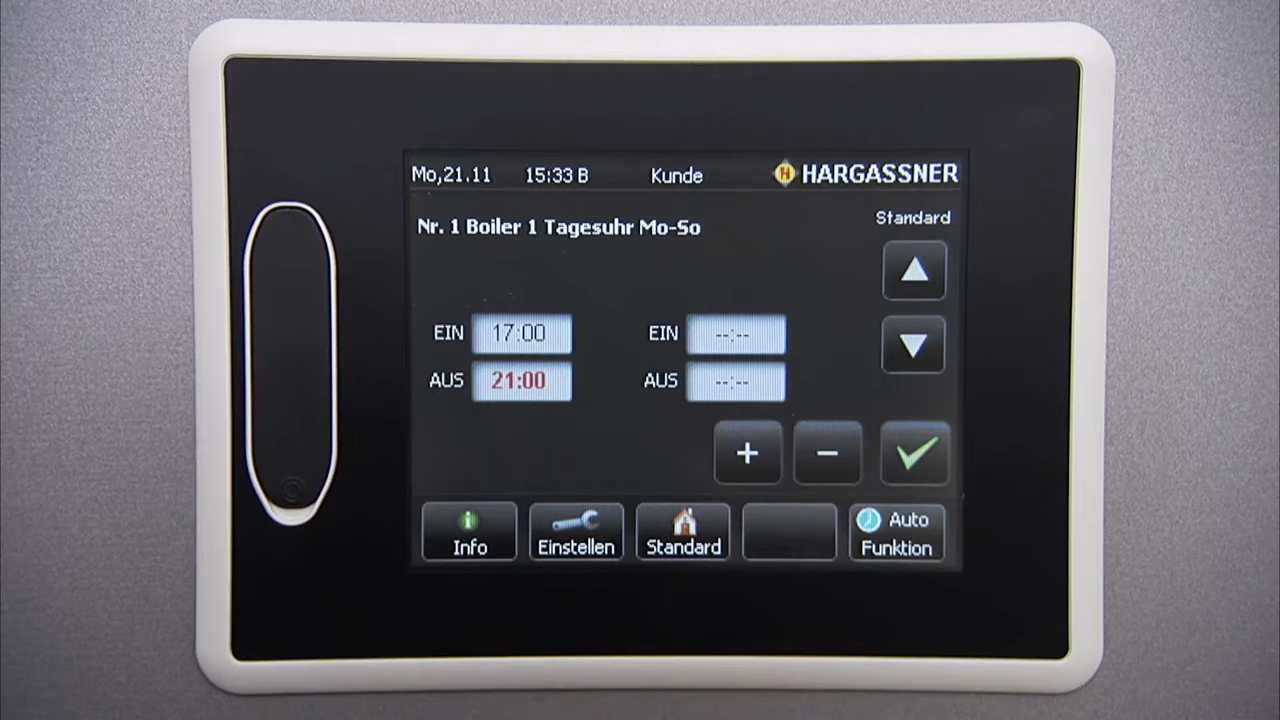 Mo,21.11 15:33 B Kunde HARGASSNER
Nr. 1 Boiler 1 Tagesuhr Mo-So
Standard
EIN 17:00 EIN --:--
AUS 21:00 AUS --:--
+ −
Info Einstellen Standard Auto Funktion